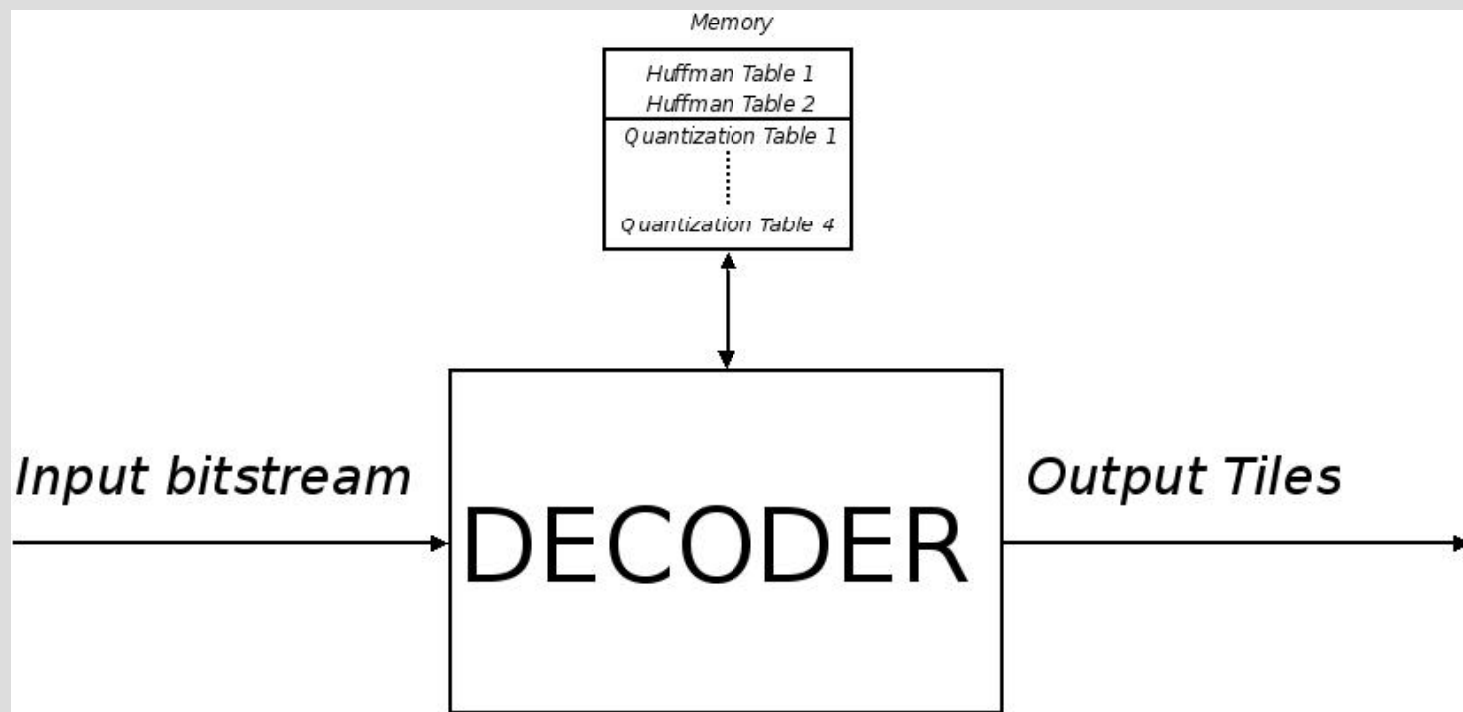 Memory
Huffman Table 1
Huffman Table 2
Quantization Table 1
Quantization Table 4
Input bitstream
DECODER
Output Tiles